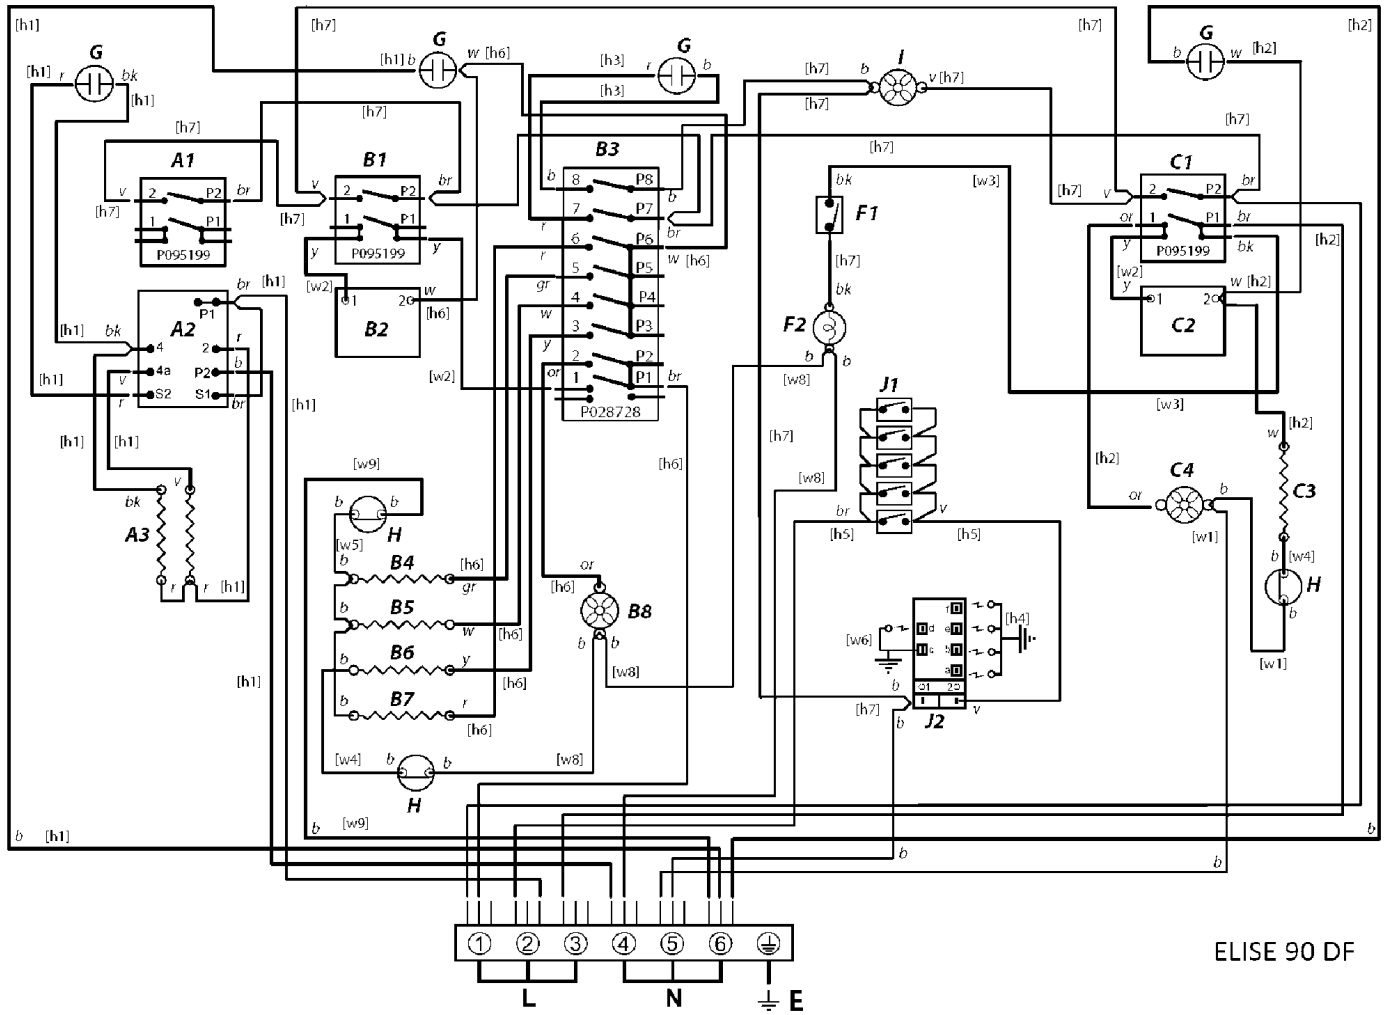 [h1] [h7] [h7] [h2]
G G G I G
[h1] r bk [h1]
[h1] b w [h6]
[h3] r b [h3]
[h7] b v [h7] [h7]
b w [h2]
[h7] [h7] [h7] [h7]
A1 B1 B3 C1
v 2 P2 br
[h7] 1 P1
P095199
v 2 P2 br
[h7] 1 P1
y y
P095199
b 8 P8 b
r 7 P7 br
r 6 P6 w [h6]
gr 5 P5
w 4 P4
y 3 P3
or 2 P2
1 P1 br
P028728
bk [w3]
F1
[h7]
bk
F2
b b
[w8]
[h7] v 2 P2 br
or 1 P1 br
y bk [h2]
P095199
[w2]
1 2 w
B2 [h6]
[w2]
y 1 2 w [h2]
C2
[h1] br [h1]
P1
A2
[h1] bk 4 2 r
v 4a P2 b
[h1] r S2 S1 br
[h1]
[h1] [h1]
[w2]
J1
[w3]
[h7]
[w8]
[h6]
[h2]
w [h2]
C3
C4
or b
[w1]
b [w4]
H
b
[w1]
bk v
A3
r r [h1]
[w9]
b b
H
[w5]
b B4 [h6]
gr
b B5
w [h6]
b B6 y
[h6]
b B7 r
[h6]
or
[h6]
B8
b b
[w8]
br v
[h5] [h5]
f
d e
c b
a
[w6] [h4]
1 2
b
[h7] v
b J2
[h1]
[w4] b b [w8]
H
b [h1]
b [w9]
b
b
b
1 2 3 4 5 6
L N E
ELISE 90 DF